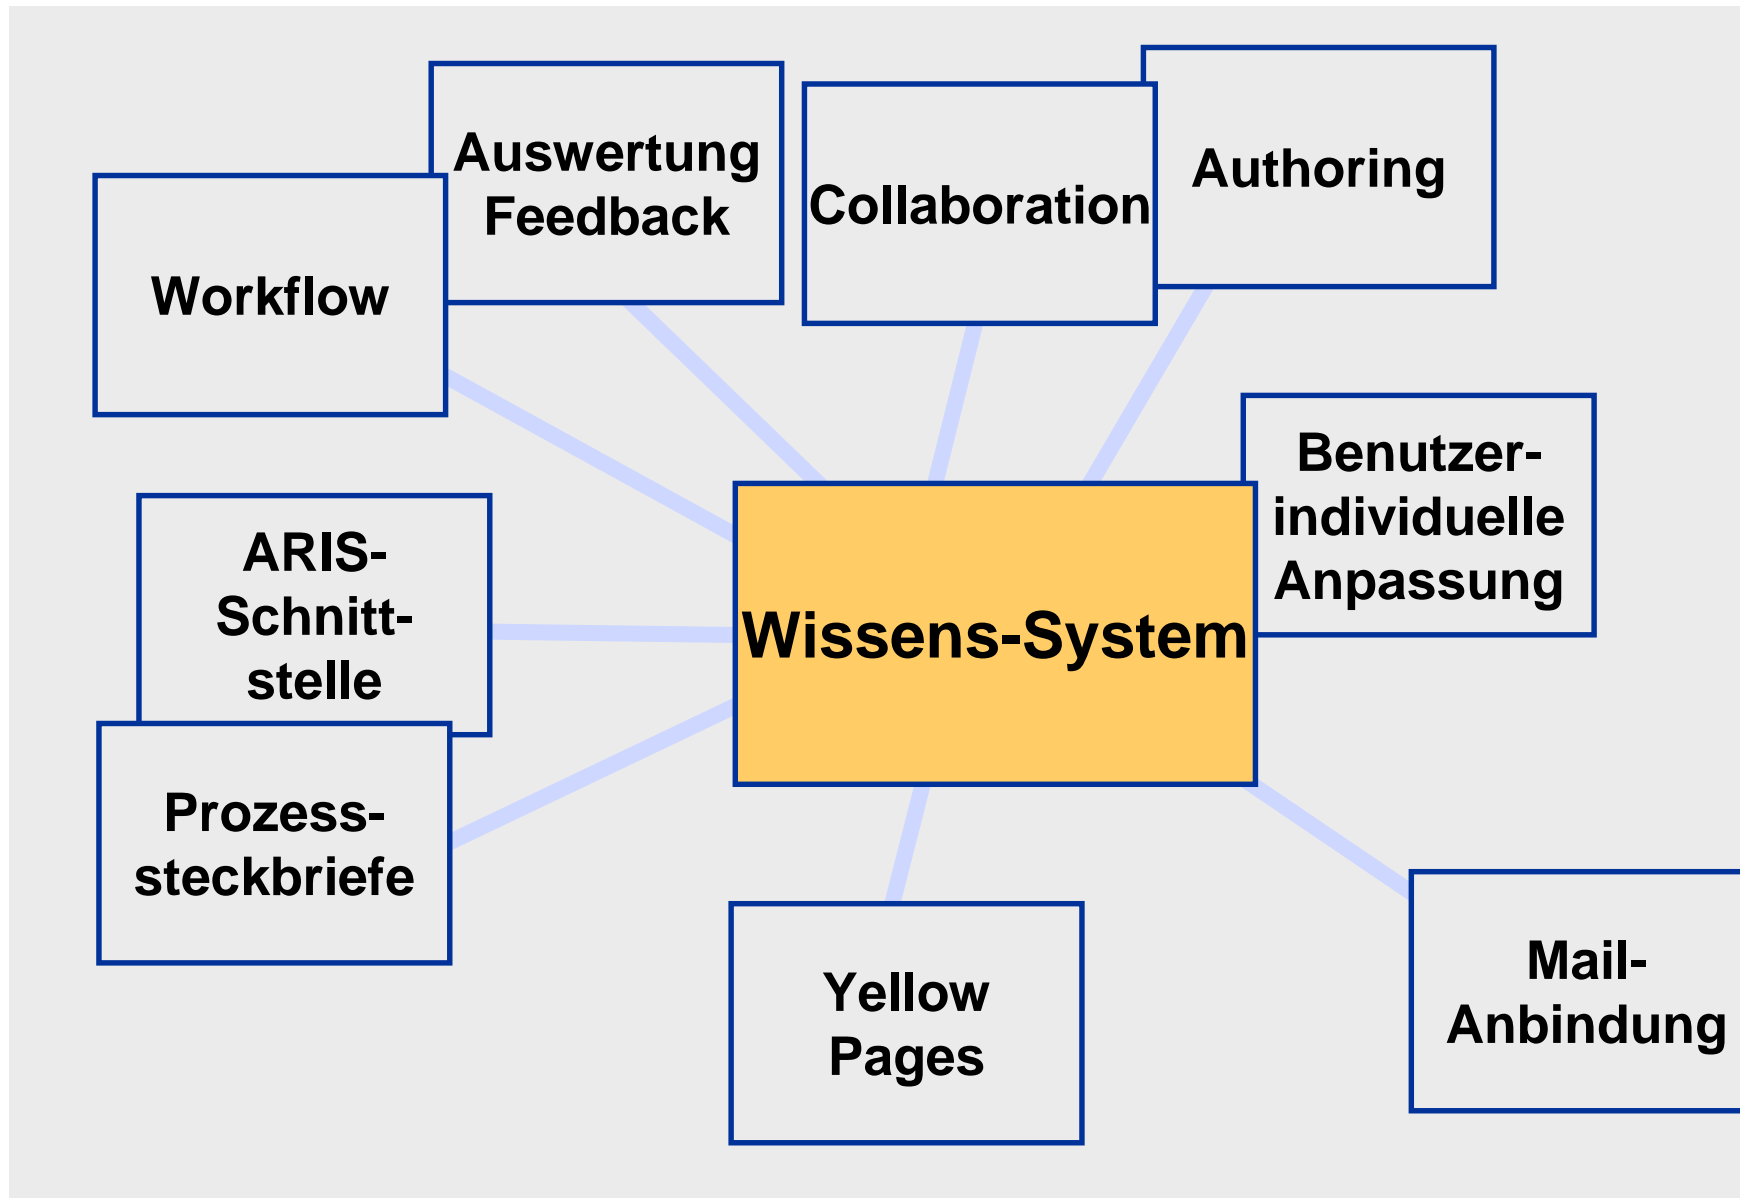 Auswertung
Feedback
Collaboration
Authoring
Workflow
Benutzer-
individuelle
Anpassung
ARIS-
Schnitt-
stelle
Wissens-System
Prozess-
steckbriefe
Yellow
Pages
Mail-
Anbindung